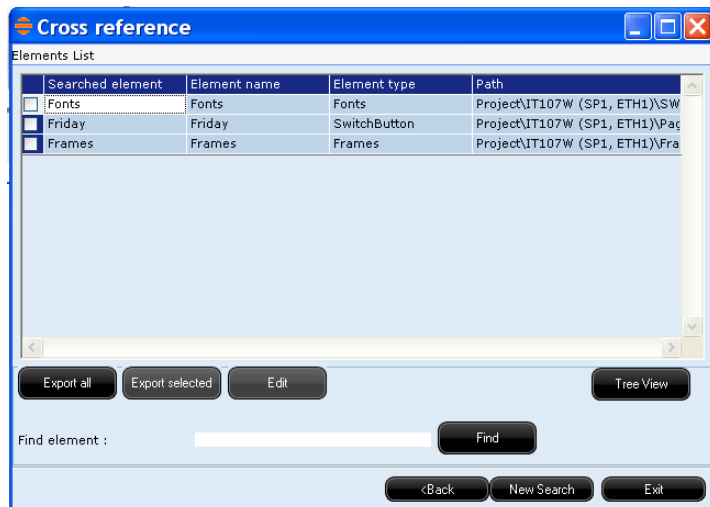 Cross reference
Elements List
Searched element Element name Element type Path
Fonts Fonts Fonts Project\IT107W (SP1, ETH1)\SW
Friday Friday SwitchButton Project\IT107W (SP1, ETH1)\Pag
Frames Frames Frames Project\IT107W (SP1, ETH1)\Fra
Export all Export selected Edit Tree View
Find element : Find
<Back New Search Exit